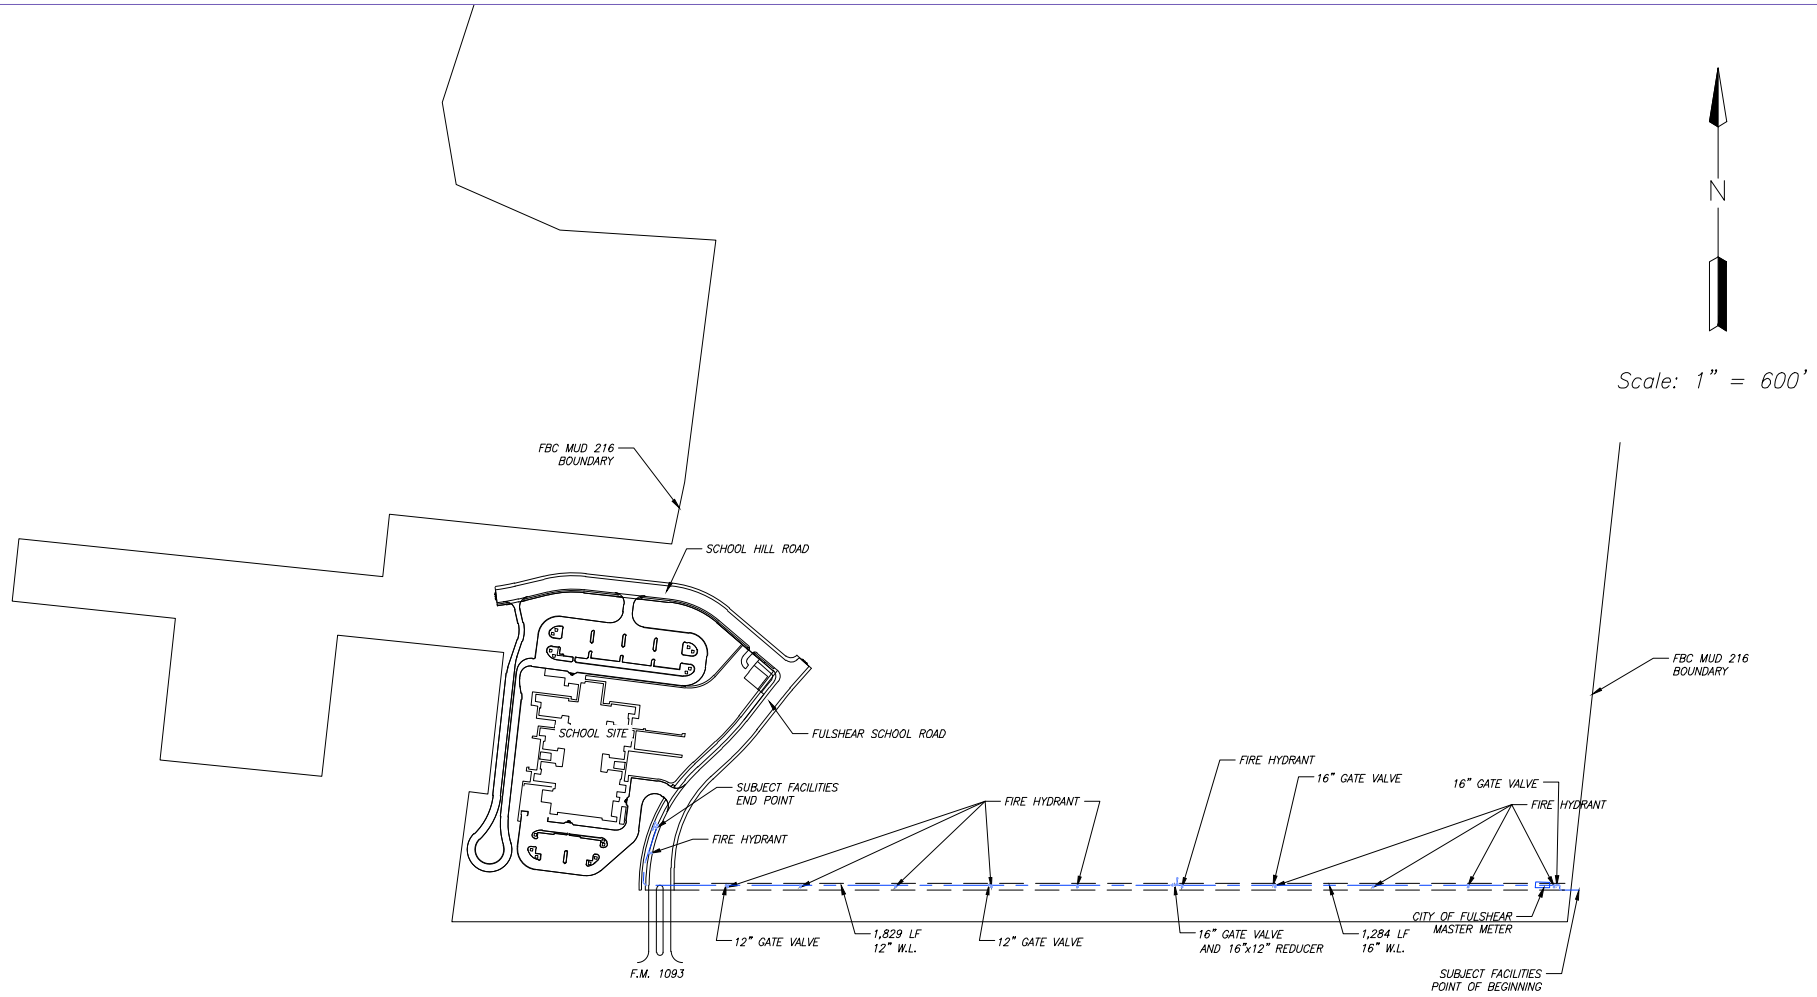 N
Scale: 1" = 600'
FBC MUD 216
BOUNDARY
SCHOOL HILL ROAD
FBC MUD 216
BOUNDARY
SCHOOL SITE
FULSHEAR SCHOOL ROAD
SUBJECT FACILITIES
END POINT
FIRE HYDRANT
FIRE HYDRANT
FIRE HYDRANT
16" GATE VALVE
16" GATE VALVE
FIRE HYDRANT
12" GATE VALVE
1,829 LF
12" W.L.
12" GATE VALVE
16" GATE VALVE
AND 16"x12" REDUCER
1,284 LF
16" W.L.
CITY OF FULSHEAR
MASTER METER
F.M. 1093
SUBJECT FACILITIES
POINT OF BEGINNING